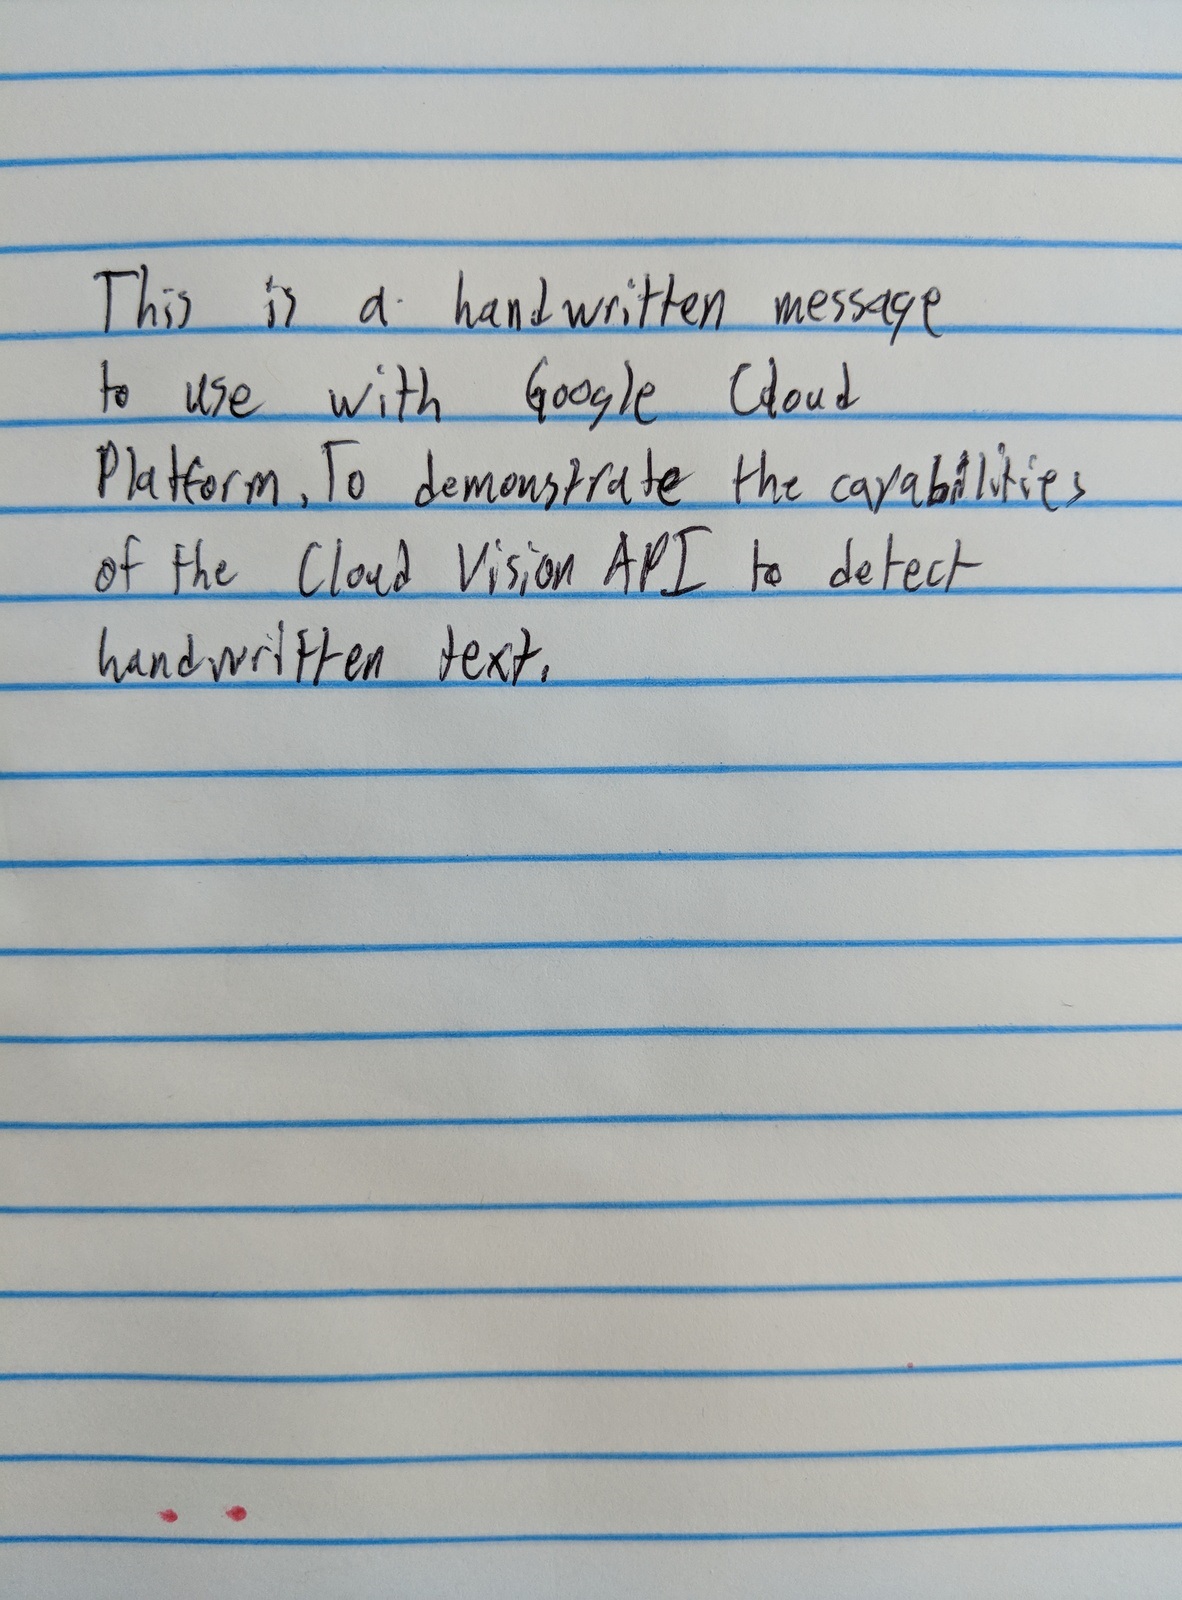 This is a handwritten message
to use with Google Cloud
Platform. To demonstrate the capabilities
of the Cloud Vision API to detect
handwritten text.